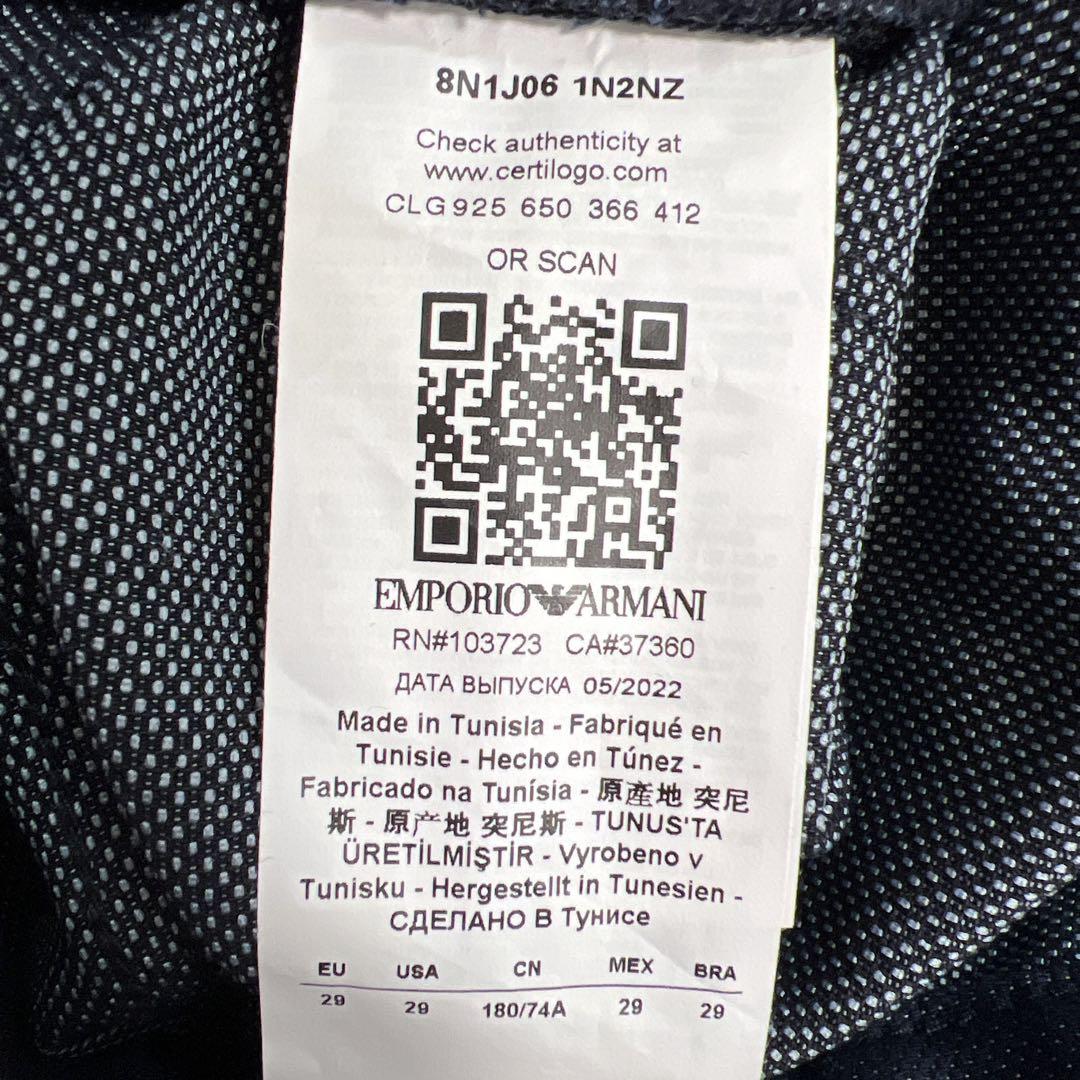 8N1J06 1N2NZ
Check authenticity at
www.certilogo.com
CLG 925 650 366 412
OR SCAN
EMPORIO ARMANI
RN#103723 CA#37360
ДАТА ВЫПУСКА 05/2022
Made in Tunisia - Fabriqué en
Tunisie - Hecho en Túnez -
Fabricado na Tunísia - 原產地 突尼
斯 - 原产地 突尼斯 - TUNUS'TA
ÜRETİLMİŞTİR - Vyrobeno v
Tunisku - Hergestellt in Tunesien -
СДЕЛАНО В Тунисе
EU USA CN MEX BRA
29 29 180/74A 29 29